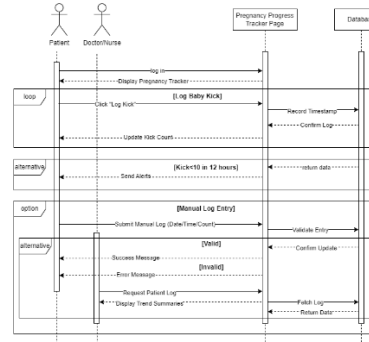 Pregnancy Progress
Tracker Page
Patient
Doctor/Nurse
log in
Display Pregnancy Tracker
loop
[Log Baby Kick]
Click "Log Kick"
Record Timestamp
Confirm Log
Update Kick Count
alternative
[Kick<10 in 12 hours]
return data
Send Alerts
option
[Manual Log Entry]
Submit Manual Log (Date/Time/Count)
Validate Entry
alternative
[Valid]
Confirm Update
Success Message
[Invalid]
Error Message
Request Patient Log
Display Trend Summaries
Fetch Log
Return Data